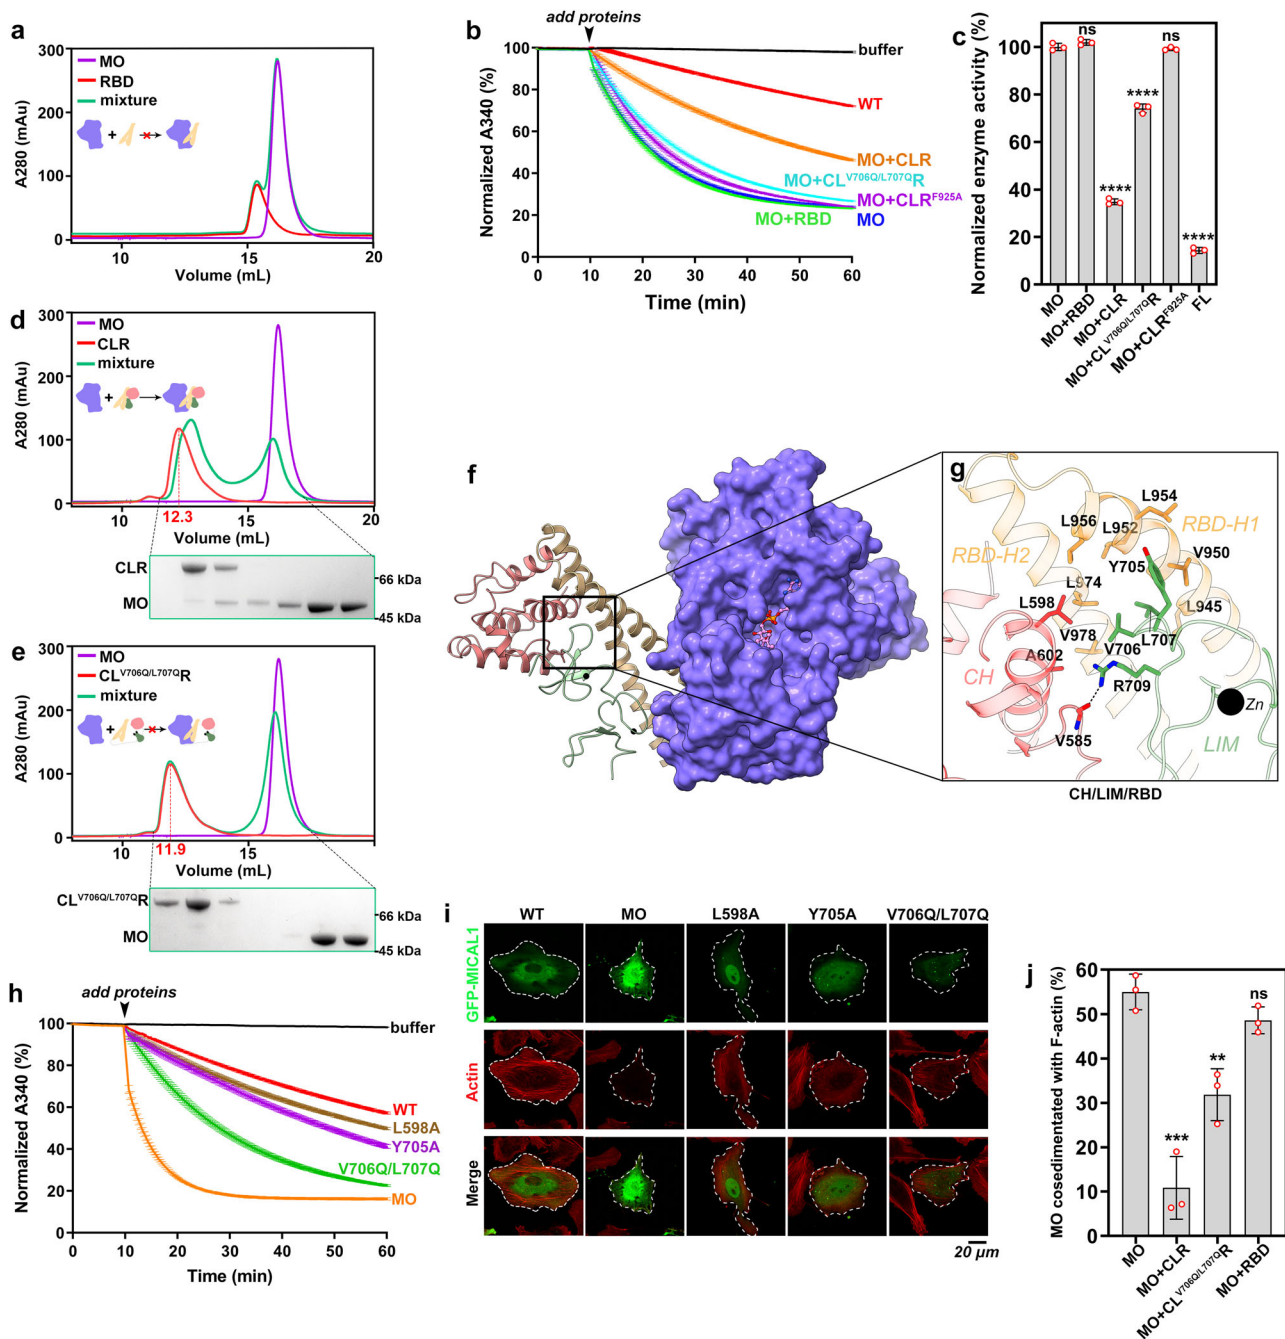 a
300
200
100
0
A280 (mAu)
MO
RBD
mixture
+
10
15
20
Volume (mL)
b
add proteins
100
80
60
40
20
0
Normalized A340 (%)
buffer
WT
MO+CLR
MO+CL^V706Q/L707Q R
MO+CLR^F925A
MO+RBD
MO
0 10 20 30 40 50 60
Time (min)
c
Normalized enzyme activity (%)
100
80
60
40
20
0
ns
****
****
ns
****
MO
MO+RBD
MO+CLR
MO+CL^V706Q/L707Q R
MO+CLR^F925A
FL
d
300
200
100
0
A280 (mAu)
MO
CLR
mixture
+
10
15
20
12.3
Volume (mL)
CLR
MO
66 kDa
45 kDa
e
300
200
100
0
A280 (mAu)
MO
CL^V706Q/L707Q R
mixture
+
10
15
11.9
Volume (mL)
CL^V706Q/L707Q R
MO
66 kDa
45 kDa
f
g
L954
L956
L952
RBD-H1
RBD-H2
V950
Y705
L974
L945
L598
V978
L707
V706
A602
CH
R709
Zn
V585
LIM
CH/LIM/RBD
h
add proteins
100
80
60
40
20
0
Normalized A340 (%)
buffer
WT
L598A
Y705A
V706Q/L707Q
MO
0 10 20 30 40 50 60
Time (min)
i
WT MO L598A Y705A V706Q/L707Q
GFP-MICAL1
Actin
Merge
20 µm
j
MO cosedimentated with F-actin (%)
60
50
40
30
20
10
0
***
**
ns
MO
MO+CLR
MO+CL^V706Q/L707Q R
MO+RBD